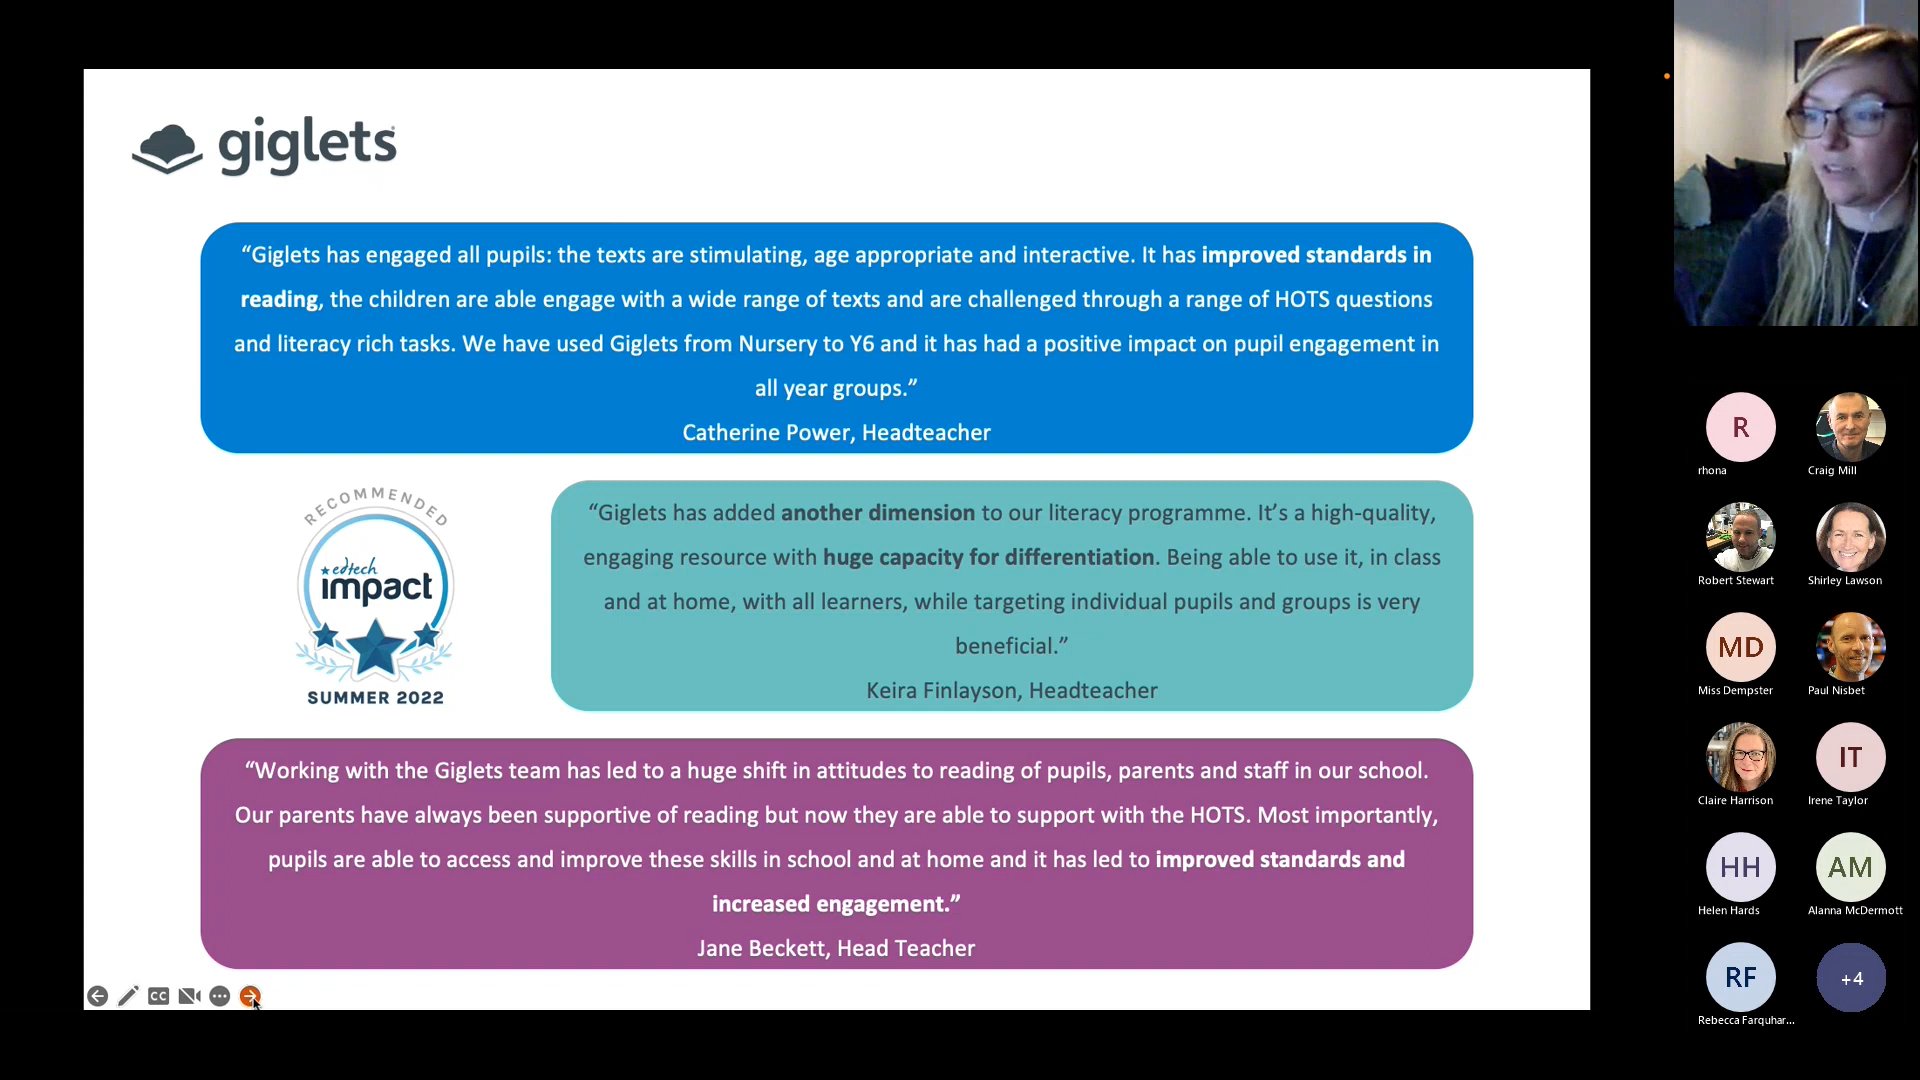 giglets
“Giglets has engaged all pupils: the texts are stimulating, age appropriate and interactive. It has improved standards in
reading, the children are able engage with a wide range of texts and are challenged through a range of HOTS questions
and literacy rich tasks. We have used Giglets from Nursery to Y6 and it has had a positive impact on pupil engagement in
all year groups.”
Catherine Power, Headteacher
RECOMMENDED
edtech
impact
SUMMER 2022
“Giglets has added another dimension to our literacy programme. It’s a high-quality,
engaging resource with huge capacity for differentiation. Being able to use it, in class
and at home, with all learners, while targeting individual pupils and groups is very
beneficial.”
Keira Finlayson, Headteacher
“Working with the Giglets team has led to a huge shift in attitudes to reading of pupils, parents and staff in our school.
Our parents have always been supportive of reading but now they are able to support with the HOTS. Most importantly,
pupils are able to access and improve these skills in school and at home and it has led to improved standards and
increased engagement.”
Jane Beckett, Head Teacher
CC
R
rhona
Craig Mill
Robert Stewart
Shirley Lawson
MD
Miss Dempster
Paul Nisbet
Claire Harrison
IT
Irene Taylor
HH
Helen Hards
AM
Alanna McDermott
RF
Rebecca Farquhar...
+4